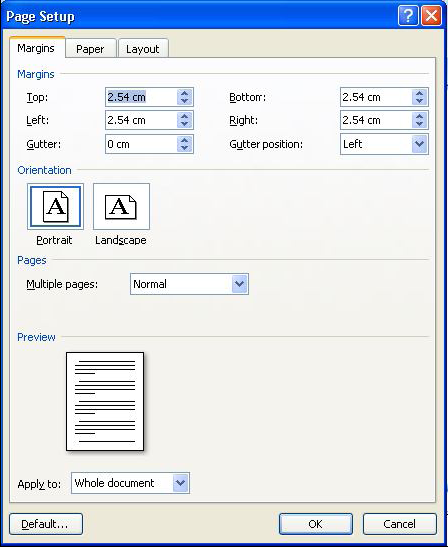 Page Setup
Margins Paper Layout
Margins
Top: 2.54 cm Bottom: 2.54 cm
Left: 2.54 cm Right: 2.54 cm
Gutter: 0 cm Gutter position: Left
Orientation
A A
Portrait Landscape
Pages
Multiple pages: Normal
Preview
Apply to: Whole document
Default... OK Cancel